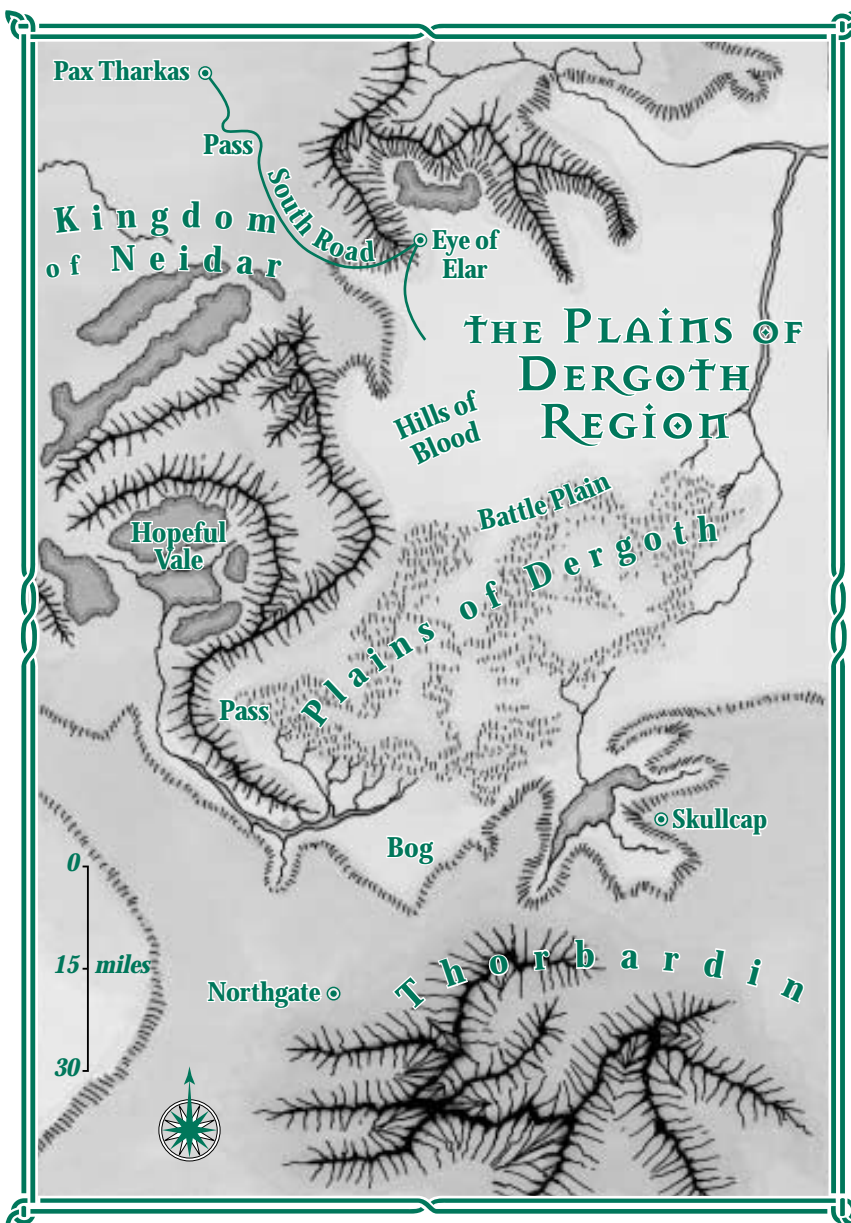 Pax Tharkas
Pass
South Road
Kingdom
of Neidar
Eye of
Elar
The Plains of
Dergoth
Region
Hills of
Blood
Battle Plain
Plains of Dergoth
Hopeful
Vale
Pass
Skullcap
Bog
0
15 miles
30
Northgate
Thorbardin